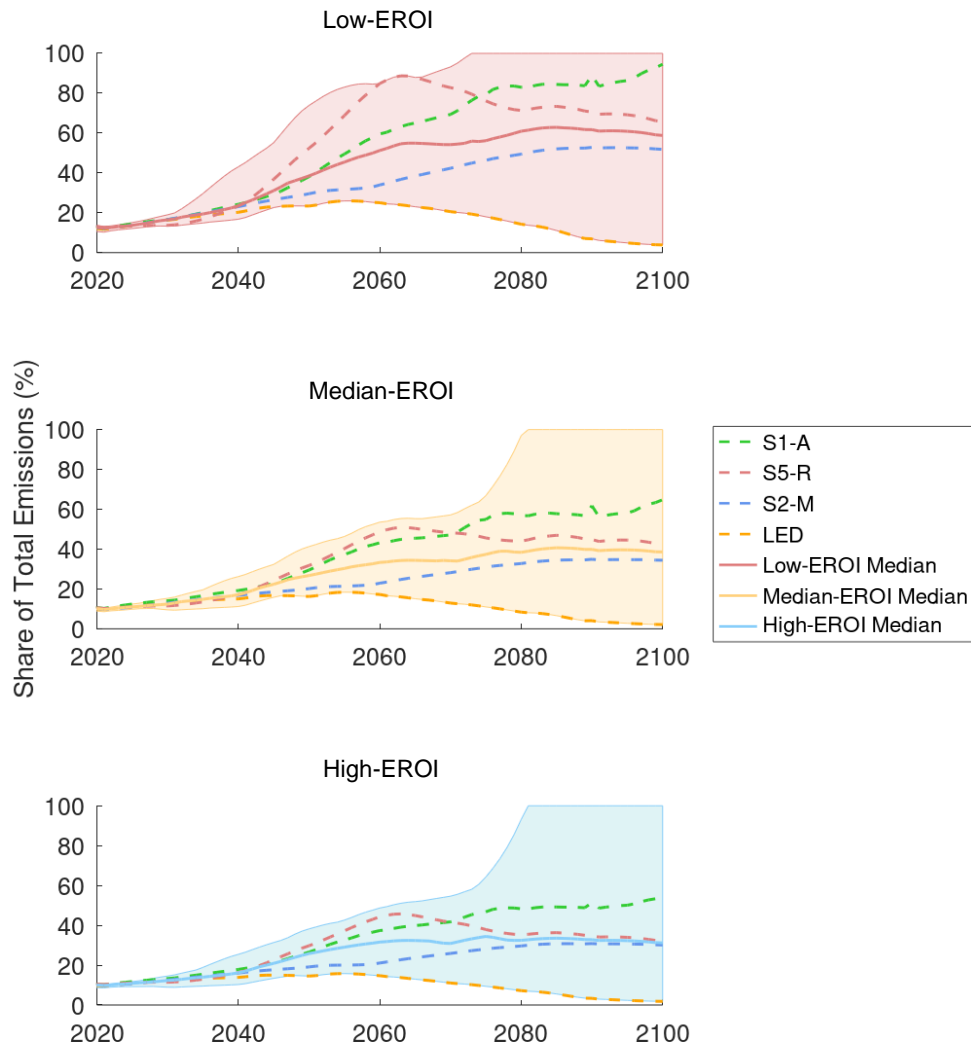 Low-EROI
100
80
60
40
20
0
2020 2040 2060 2080 2100
Share of Total Emissions (%)
Median-EROI
100
80
60
40
20
0
2020 2040 2060 2080 2100
S1-A
S5-R
S2-M
LED
Low-EROI Median
Median-EROI Median
High-EROI Median
High-EROI
100
80
60
40
20
0
2020 2040 2060 2080 2100